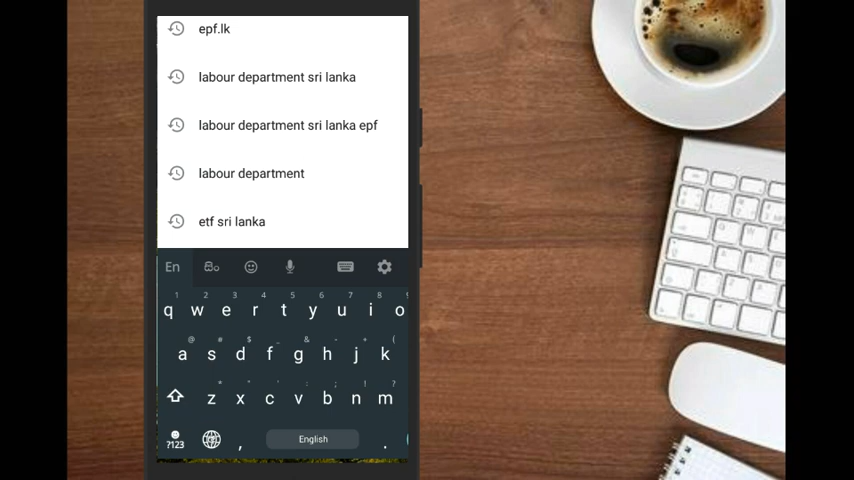 epf.lk
labour department sri lanka
labour department sri lanka epf
labour department
etf sri lanka
En
1 2 3 4 5 6 7 8 9
q w e r t y u i o
@ # $ _ & - + (
a s d f g h j k
* " ' : ; ! ?
z x c v b n m
?123 , English .